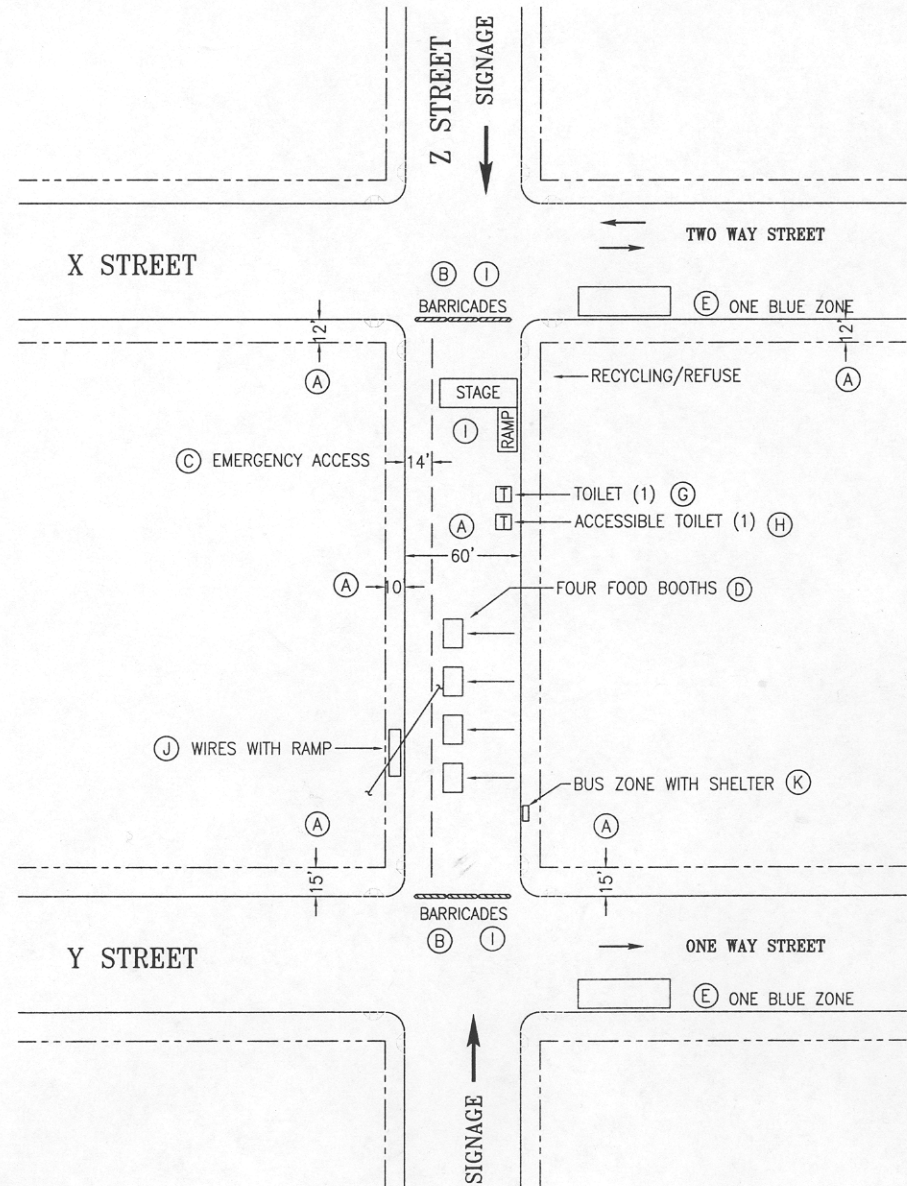 Z STREET
SIGNAGE
TWO WAY STREET
X STREET
B I
BARRICADES
E ONE BLUE ZONE
12'
12'
A
A
RECYCLING/REFUSE
STAGE
RAMP
I
C EMERGENCY ACCESS
14'
T
TOILET (1) G
T
ACCESSIBLE TOILET (1) H
A
60'
A
10'
FOUR FOOD BOOTHS D
J WIRES WITH RAMP
BUS ZONE WITH SHELTER K
A
A
15'
15'
BARRICADES
B I
ONE WAY STREET
Y STREET
E ONE BLUE ZONE
SIGNAGE